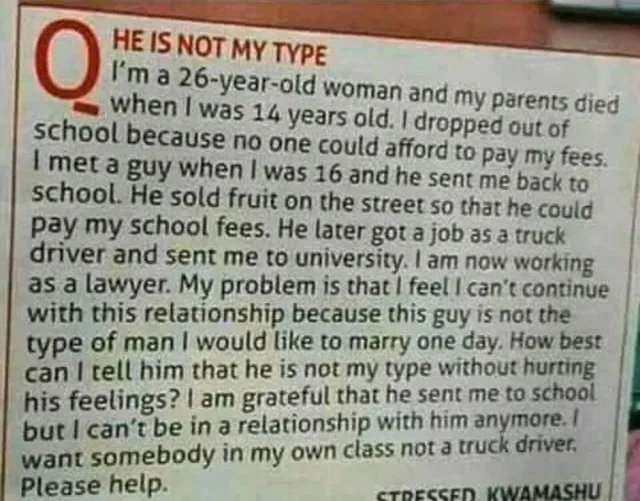 Q HE IS NOT MY TYPE
I'm a 26-year-old woman and my parents died
when I was 14 years old. I dropped out of
school because no one could afford to pay my fees.
I met a guy when I was 16 and he sent me back to
school. He sold fruit on the street so that he could
pay my school fees. He later got a job as a truck
driver and sent me to university. I am now working
as a lawyer. My problem is that I feel I can't continue
with this relationship because this guy is not the
type of man I would like to marry one day. How best
can I tell him that he is not my type without hurting
his feelings? I am grateful that he sent me to school
but I can't be in a relationship with him anymore. I
want somebody in my own class not a truck driver.
Please help.
STRESSED, KWAMASHU